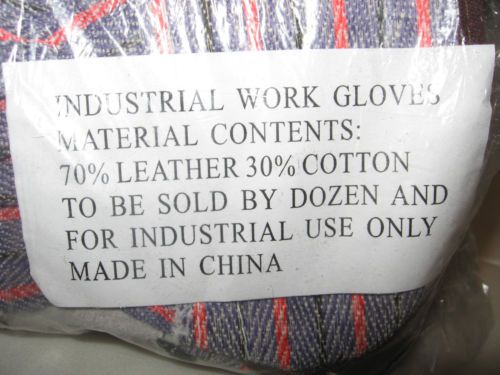 INDUSTRIAL WORK GLOVES
MATERIAL CONTENTS:
70% LEATHER 30% COTTON
TO BE SOLD BY DOZEN AND
FOR INDUSTRIAL USE ONLY
MADE IN CHINA